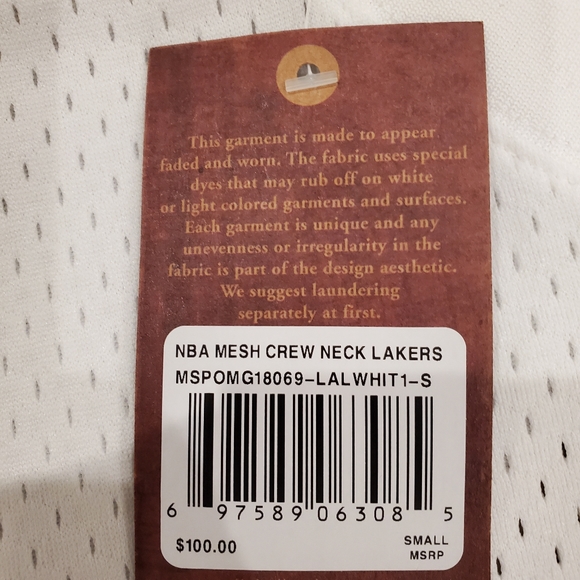 This garment is made to appear
faded and worn. The fabric uses special
dyes that may rub off on white
or light colored garments and surfaces.
Each garment is unique and any
unevenness or irregularity in the
fabric is part of the design aesthetic.
We suggest laundering
separately at first.
NBA MESH CREW NECK LAKERS
MSPOMG18069-LALWHIT1-S
6 97589 06308 5
$100.00 SMALL
MSRP